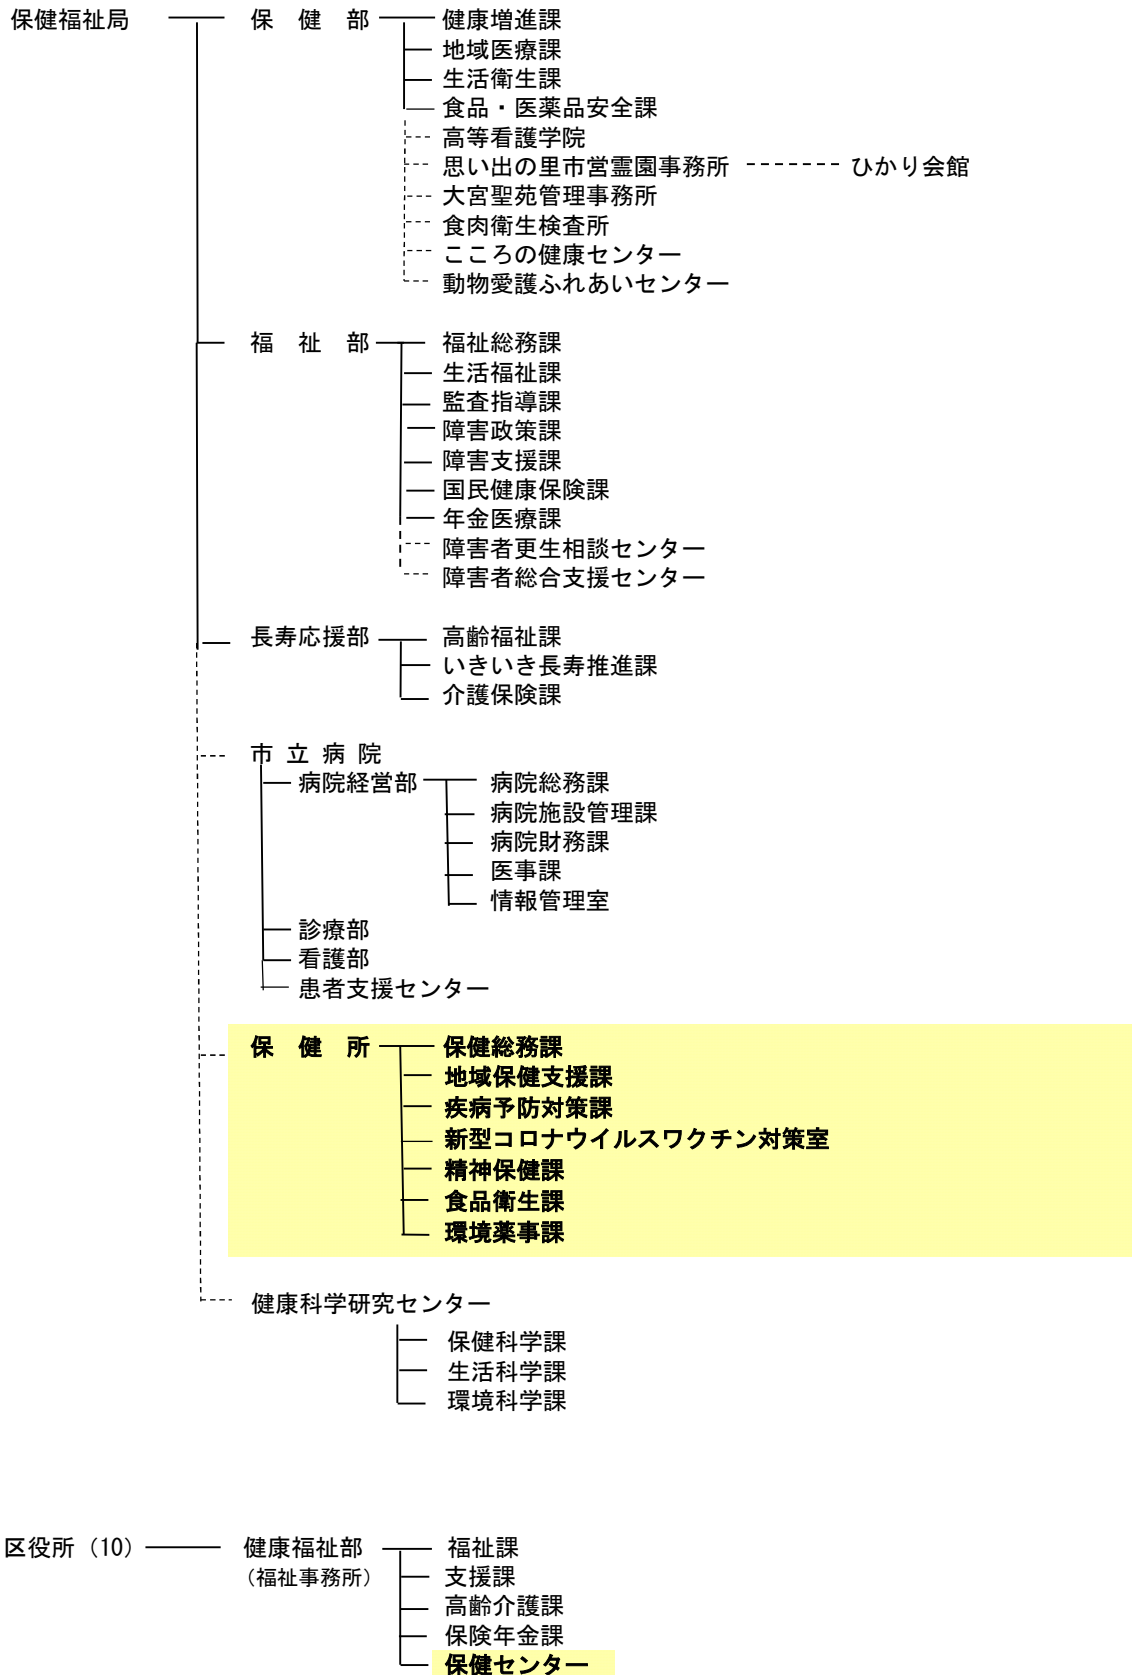 保健福祉局 保　健　部 健康増進課
地域医療課
生活衛生課
食品・医薬品安全課
高等看護学院
思い出の里市営霊園事務所 ひかり会館
大宮聖苑管理事務所
食肉衛生検査所
こころの健康センター
動物愛護ふれあいセンター
福　祉　部 福祉総務課
生活福祉課
監査指導課
障害政策課
障害支援課
国民健康保険課
年金医療課
障害者更生相談センター
障害者総合支援センター
長寿応援部 高齢福祉課
いきいき長寿推進課
介護保険課
市 立 病 院
病院経営部 病院総務課
病院施設管理課
病院財務課
医事課
情報管理室
診療部
看護部
患者支援センター
保　健　所 保健総務課
地域保健支援課
疾病予防対策課
新型コロナウイルスワクチン対策室
精神保健課
食品衛生課
環境薬事課
健康科学研究センター
保健科学課
生活科学課
環境科学課
区役所（10） 健康福祉部 福祉課
（福祉事務所） 支援課
高齢介護課
保険年金課
保健センター